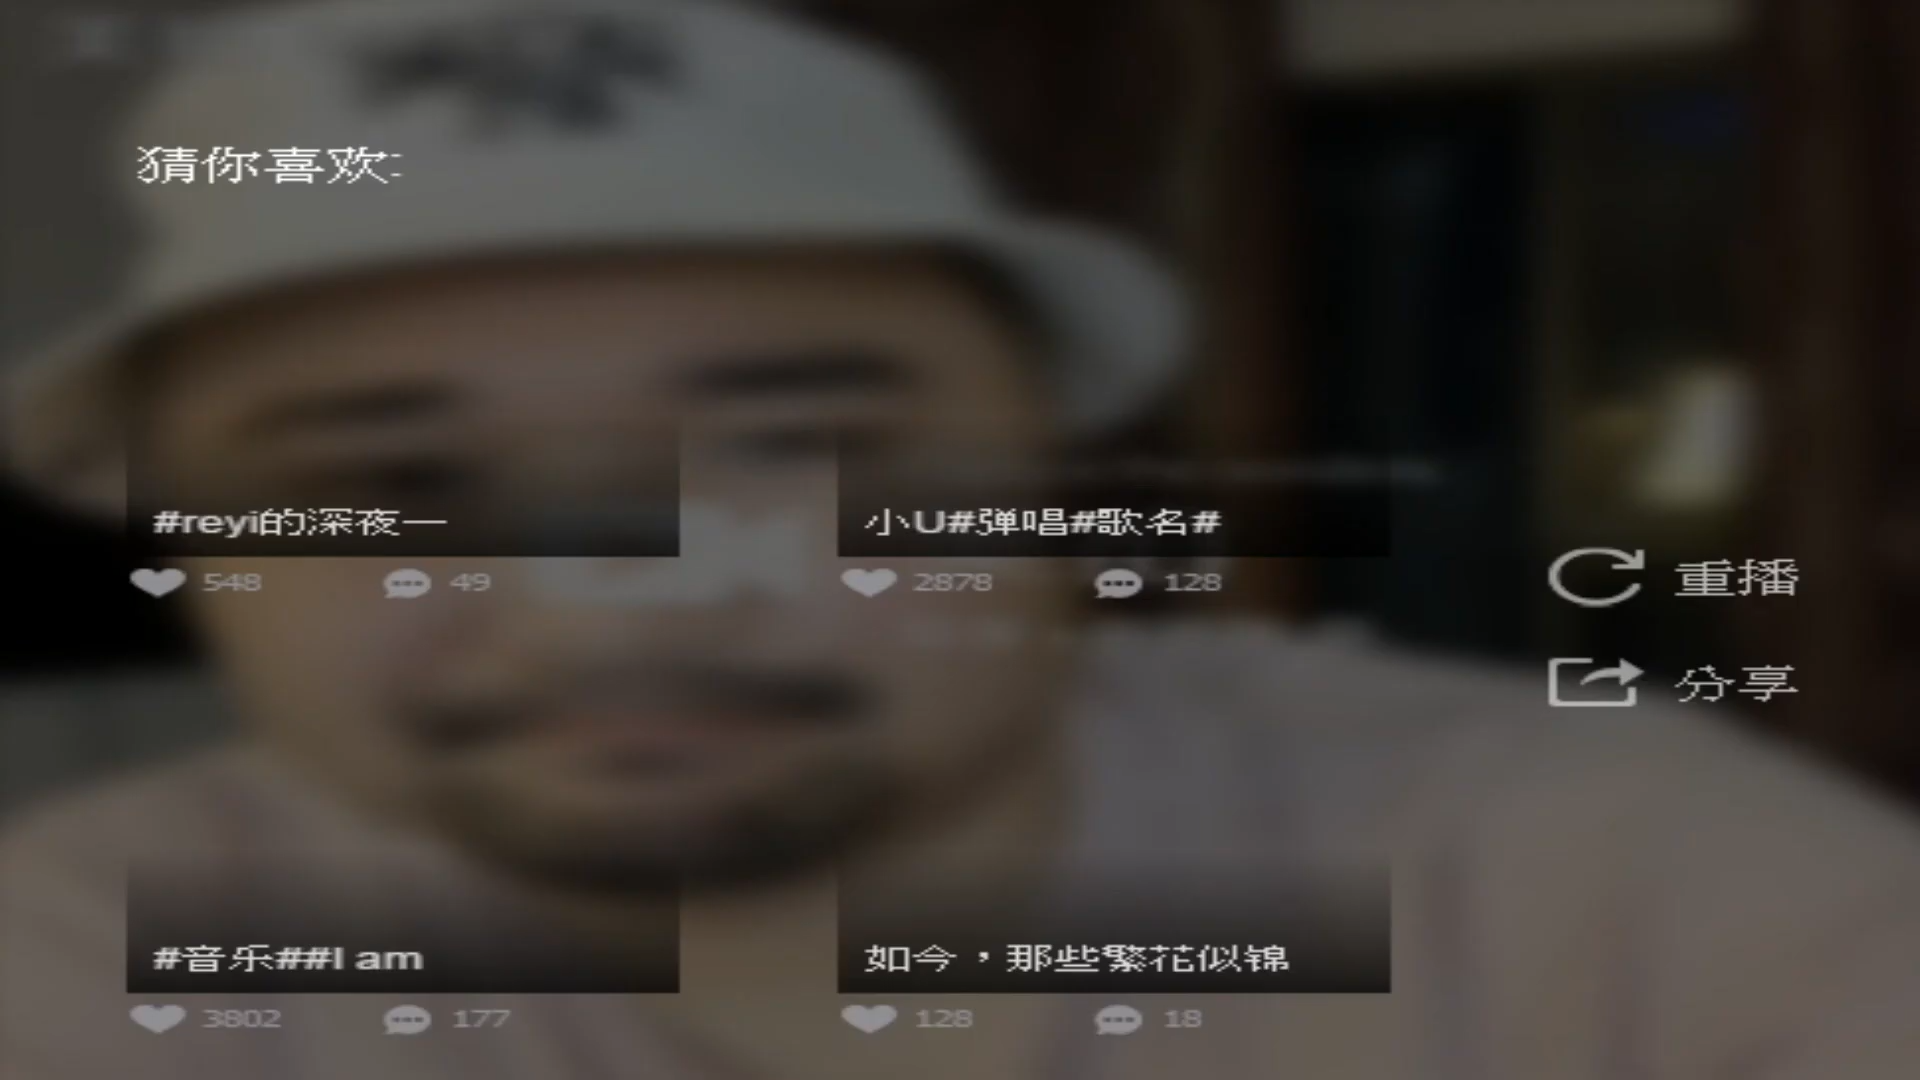 猜你喜欢:
#reyi的深夜一
小U#弹唱#歌名#
548
49
2878
128
重播
分享
#音乐##I am
如今，那些繁花似锦
3802
177
128
18